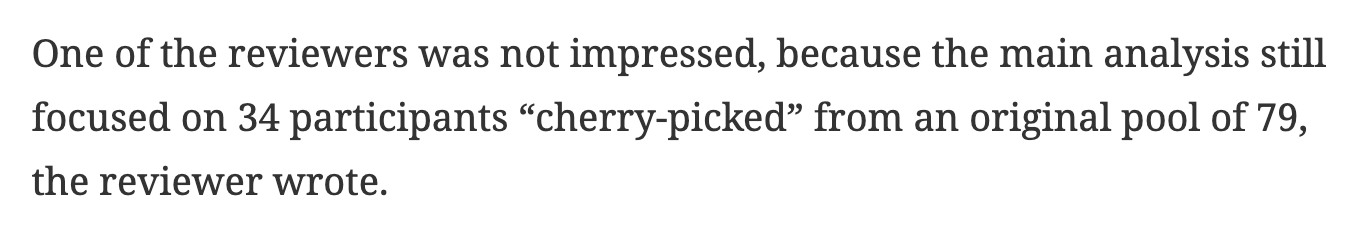 One of the reviewers was not impressed, because the main analysis still
focused on 34 participants “cherry-picked” from an original pool of 79,
the reviewer wrote.